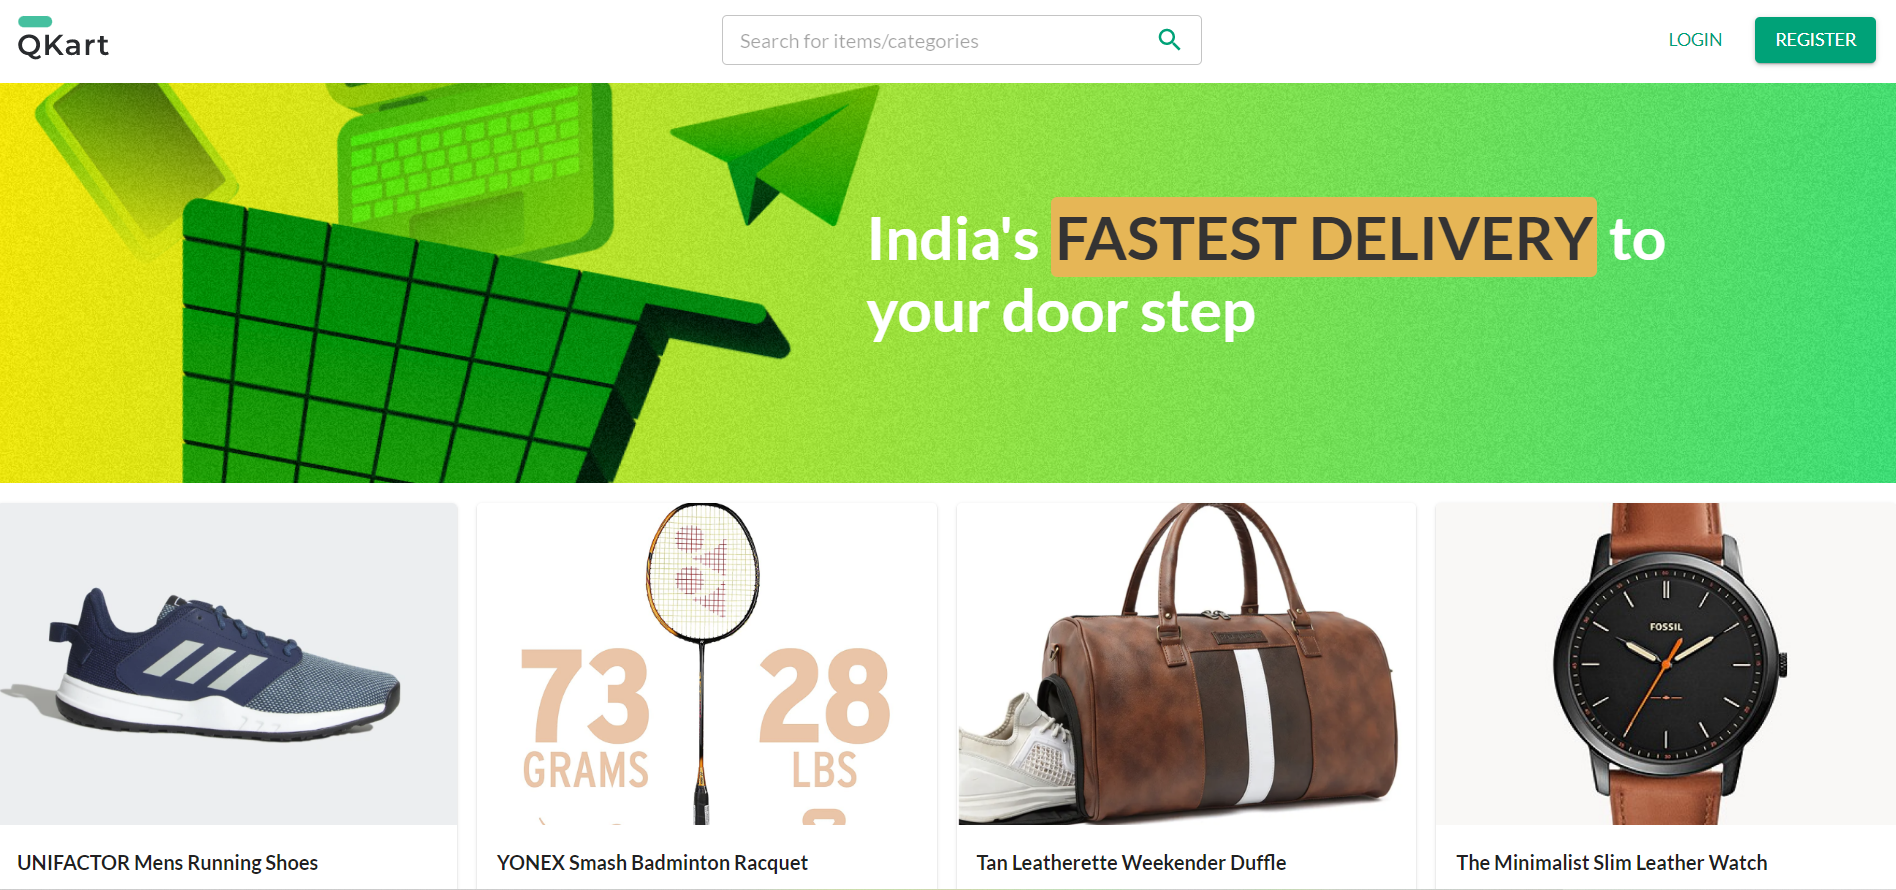 QKart
Search for items/categories
LOGIN
REGISTER
India's FASTEST DELIVERY to
your door step
73
GRAMS
28
LBS
FOSSIL
UNIFACTOR Mens Running Shoes
YONEX Smash Badminton Racquet
Tan Leatherette Weekender Duffle
The Minimalist Slim Leather Watch